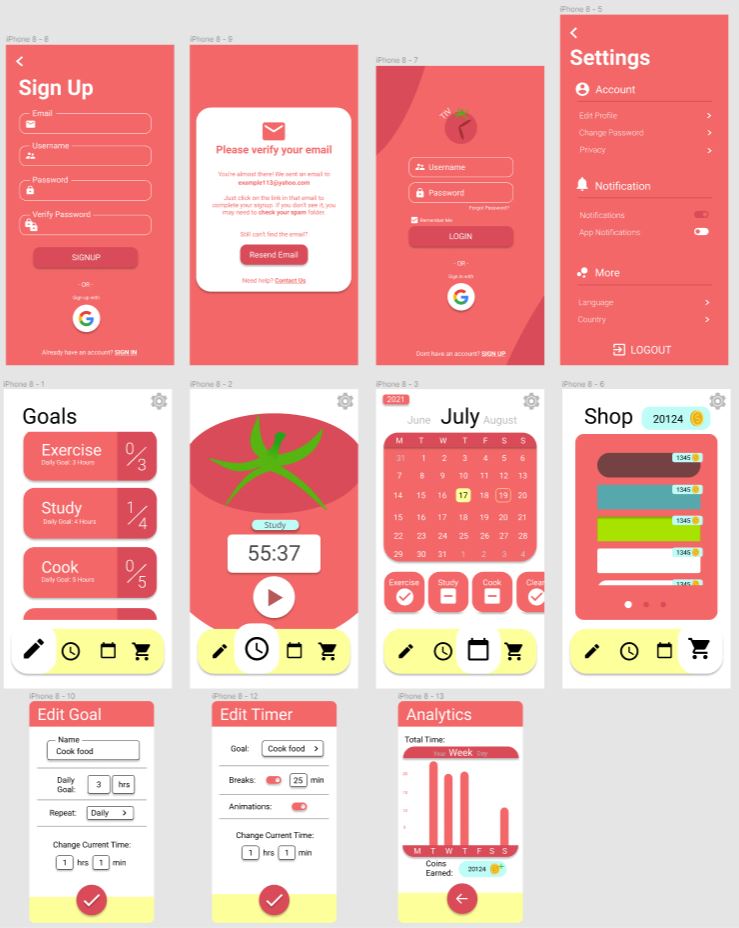 iPhone 8 - 8
Sign Up
Email
Username
Password
Verify Password
SIGNUP
- OR -
Sign up with
Already have an account? SIGN IN
iPhone 8 - 9
Please verify your email
You're almost there! We sent an email to
example113@yahoo.com
Just click on the link in that email to
complete your signup. If you don't see it, you
may need to check your spam folder.
Still can't find the email?
Resend Email
Need help? Contact Us
iPhone 8 - 7
Username
Password
Forgot Password?
Remember Me
LOGIN
- OR -
Sign in with
Dont have an account? SIGN UP
iPhone 8 - 5
Settings
Account
Edit Profile
Change Password
Privacy
Notification
Notifications
App Notifications
More
Language
Country
LOGOUT
iPhone 8 - 1
Goals
Exercise
Daily Goal: 3 Hours
0/3
Study
Daily Goal: 4 Hours
1/4
Cook
Daily Goal: 5 Hours
0/5
iPhone 8 - 2
Study
55:37
iPhone 8 - 3
2021
June July August
M T W T F S S
31 1 2 3 4 5 6
7 8 9 10 11 12 13
14 15 16 17 18 19 20
15 16 17 18 19 20 21
22 23 24 25 26 27 28
29 30 31 1 2 3 4
Exercise Study Cook Clean
iPhone 8 - 6
Shop 20124
1345
1345
1345
1345
1345
iPhone 8 - 10
Edit Goal
Name
Cook food
Daily
Goal: 3 hrs
Repeat: Daily >
Change Current Time:
1 hrs 1 min
iPhone 8 - 12
Edit Timer
Goal: Cook food >
Breaks: 25 min
Animations:
Change Current Time:
1 hrs 1 min
iPhone 8 - 13
Analytics
Total Time:
Year Week Day
M T W T F S S
Coins
Earned: 20124